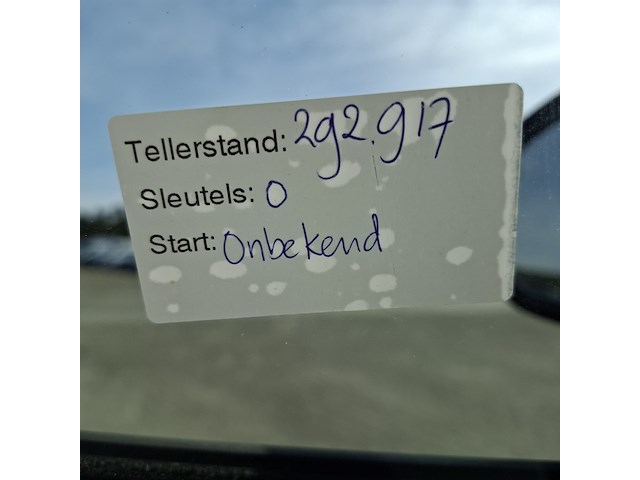 Tellerstand: 292.917
Sleutels: 0
Start: Onbekend